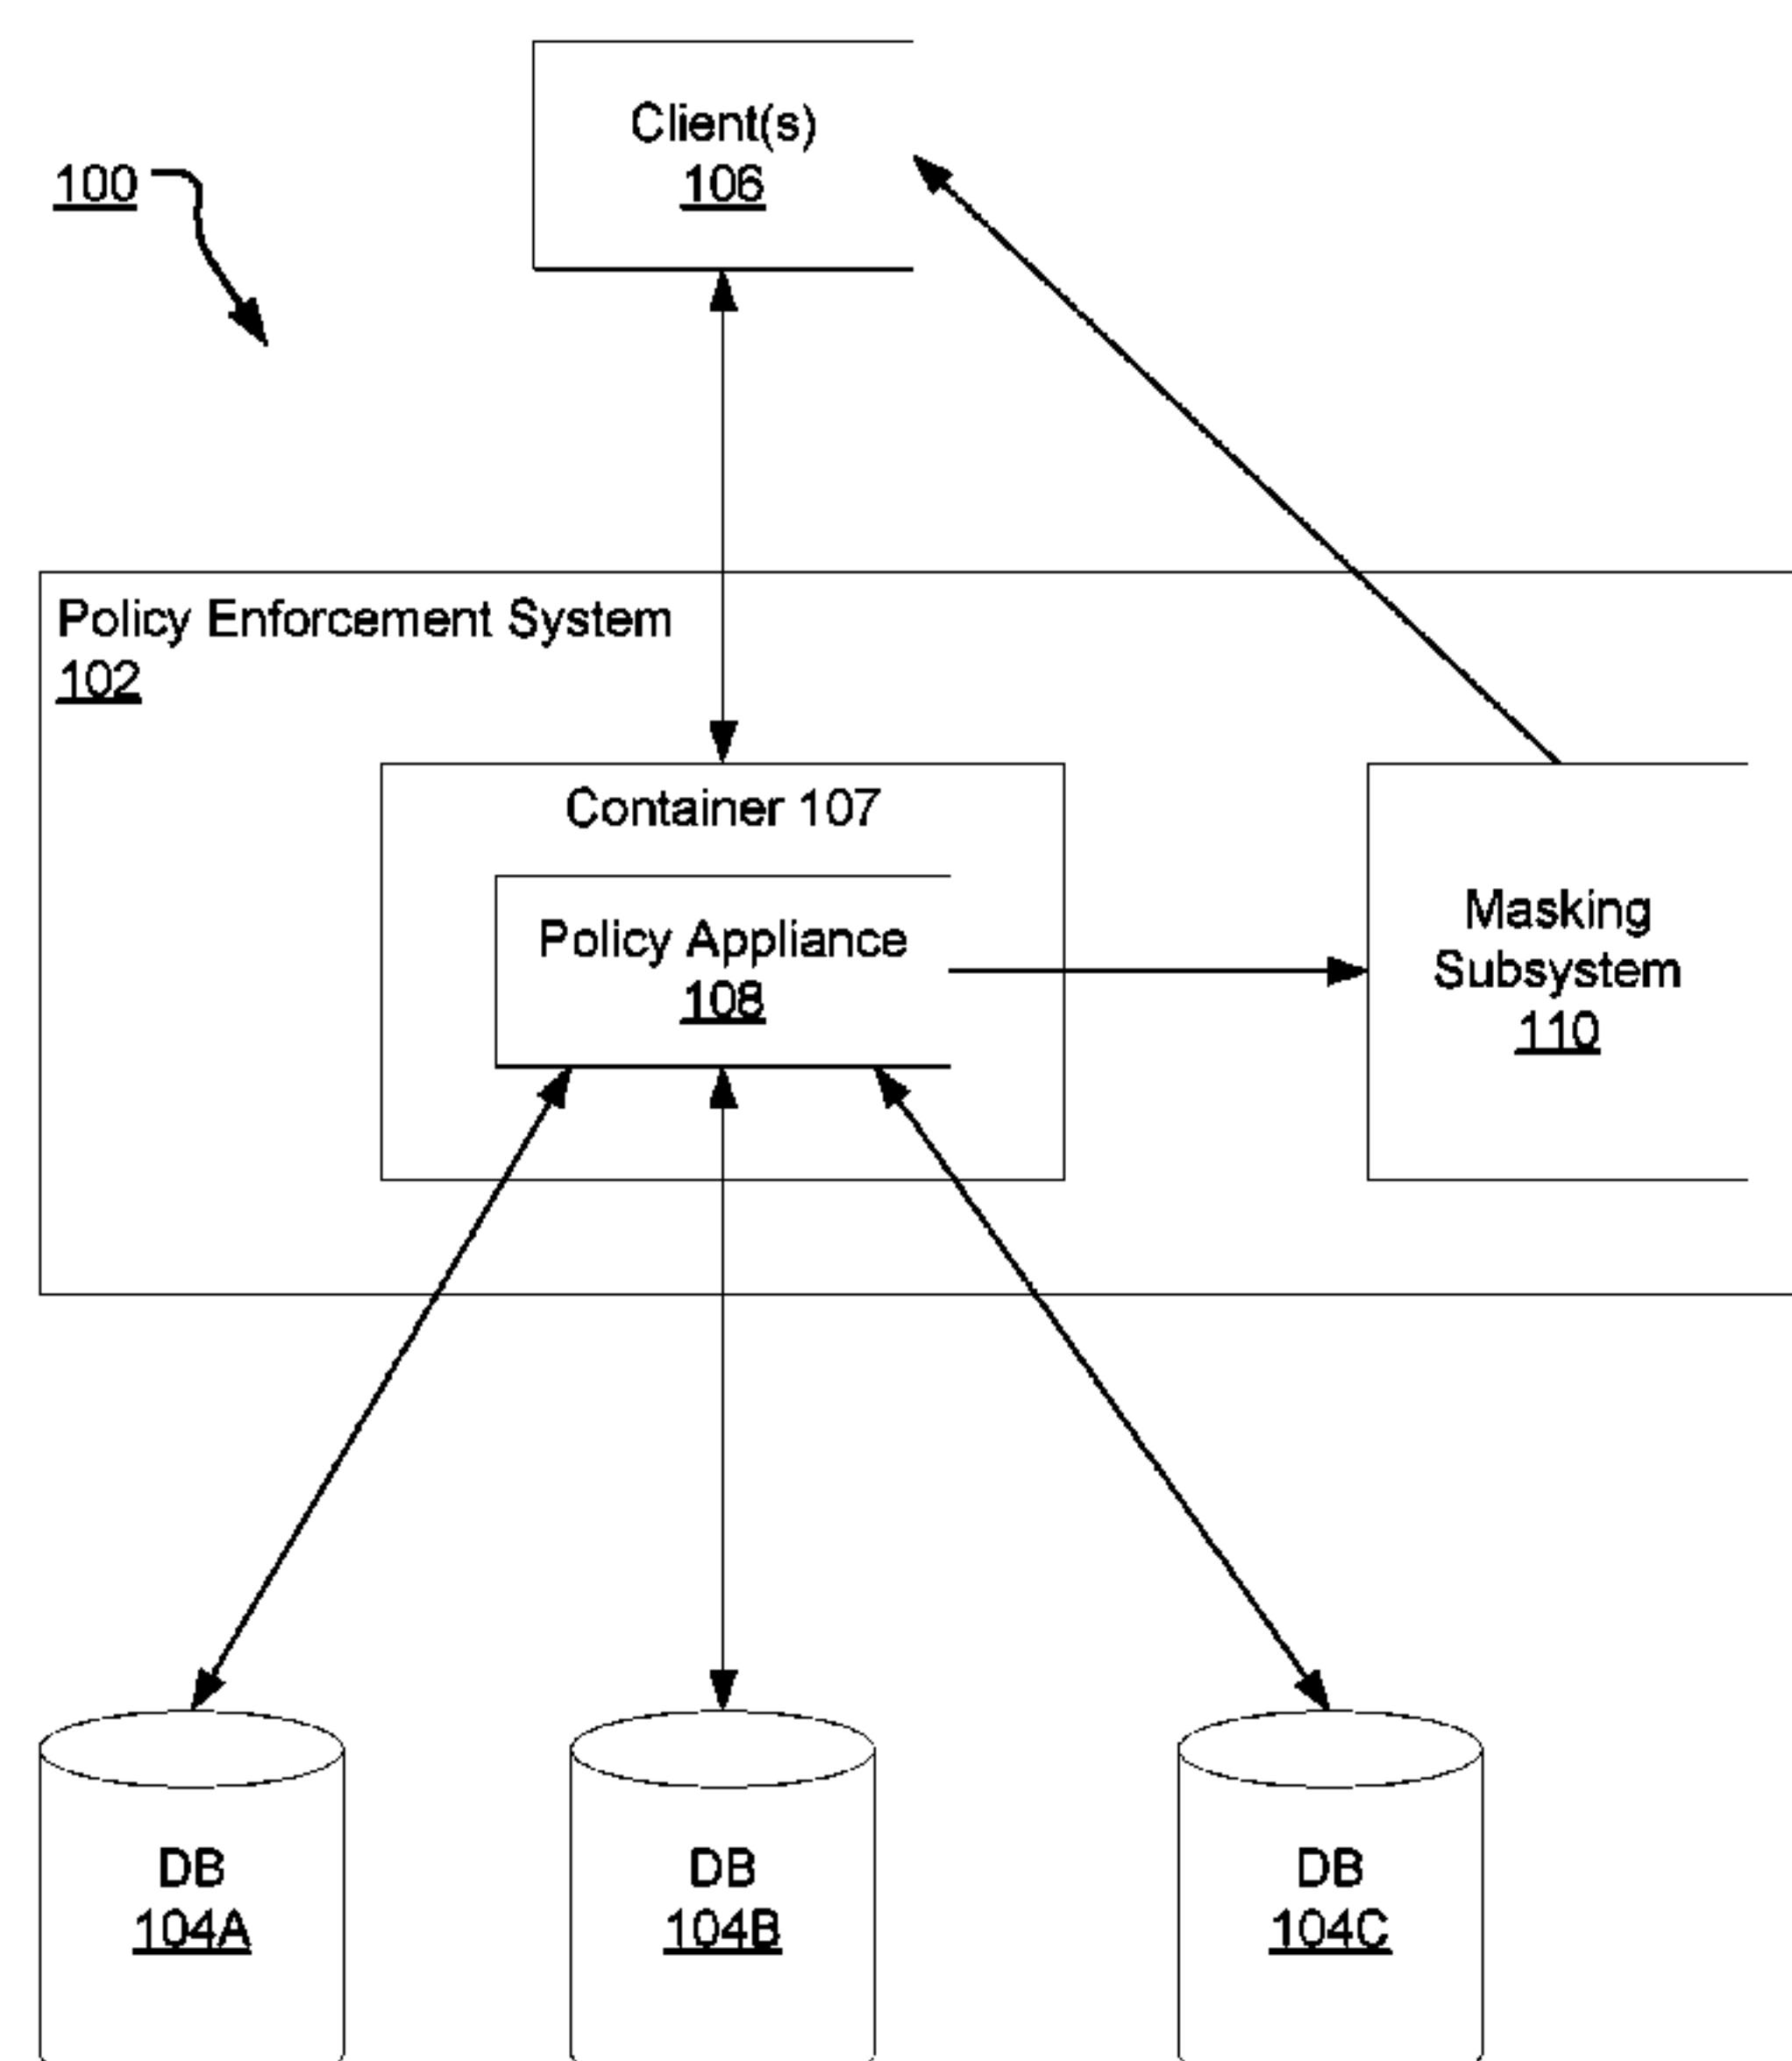 Client(s)
106
100
Policy Enforcement System
102
Container 107
Policy Appliance
108
Masking
Subsystem
110
DB
104A
DB
104B
DB
104C